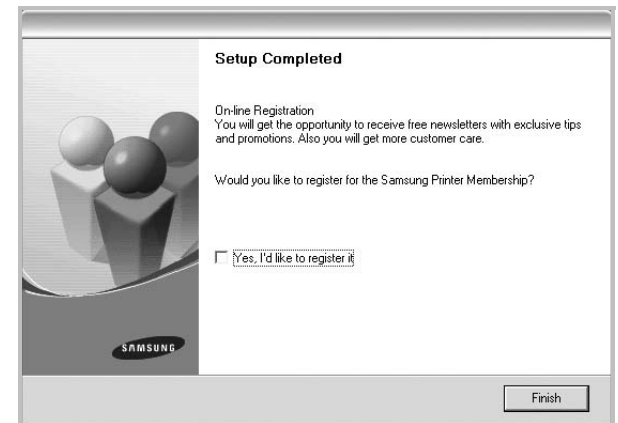 Setup Completed
On-line Registration
You will get the opportunity to receive free newsletters with exclusive tips
and promotions. Also you will get more customer care.
Would you like to register for the Samsung Printer Membership?
Yes, I'd like to register it
SAMSUNG
Finish